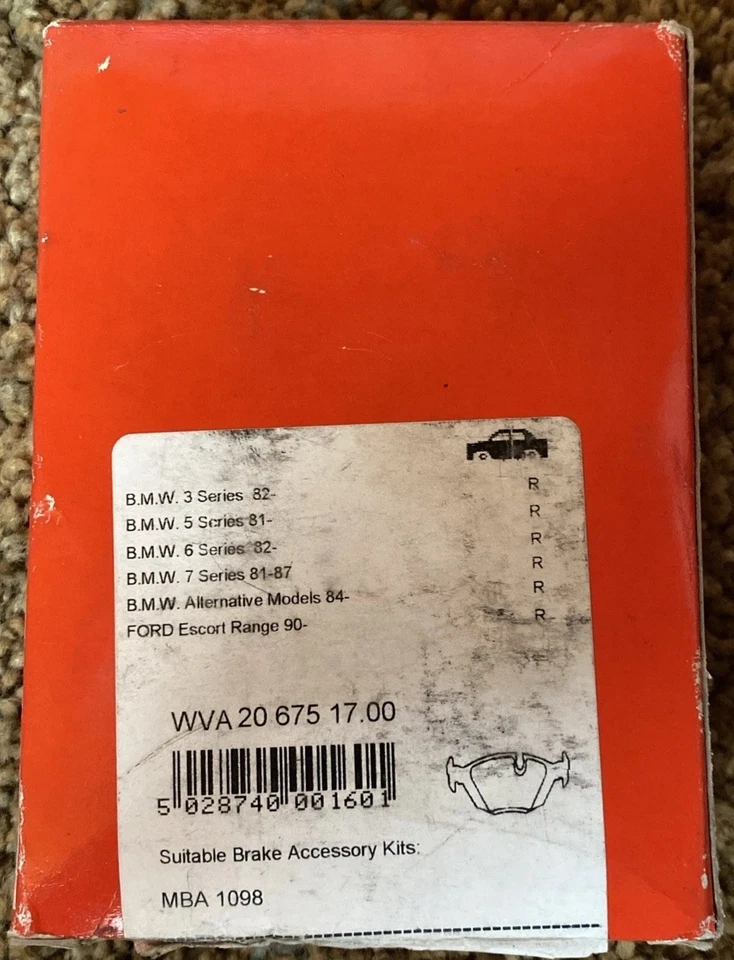 B.M.W. 3 Series 82- R
B.M.W. 5 Series 81- R
B.M.W. 6 Series 82- R
B.M.W. 7 Series 81-87 R
B.M.W. Alternative Models 84- R
FORD Escort Range 90- R
WVA 20 675 17.00
5 028740 001601
Suitable Brake Accessory Kits:
MBA 1098